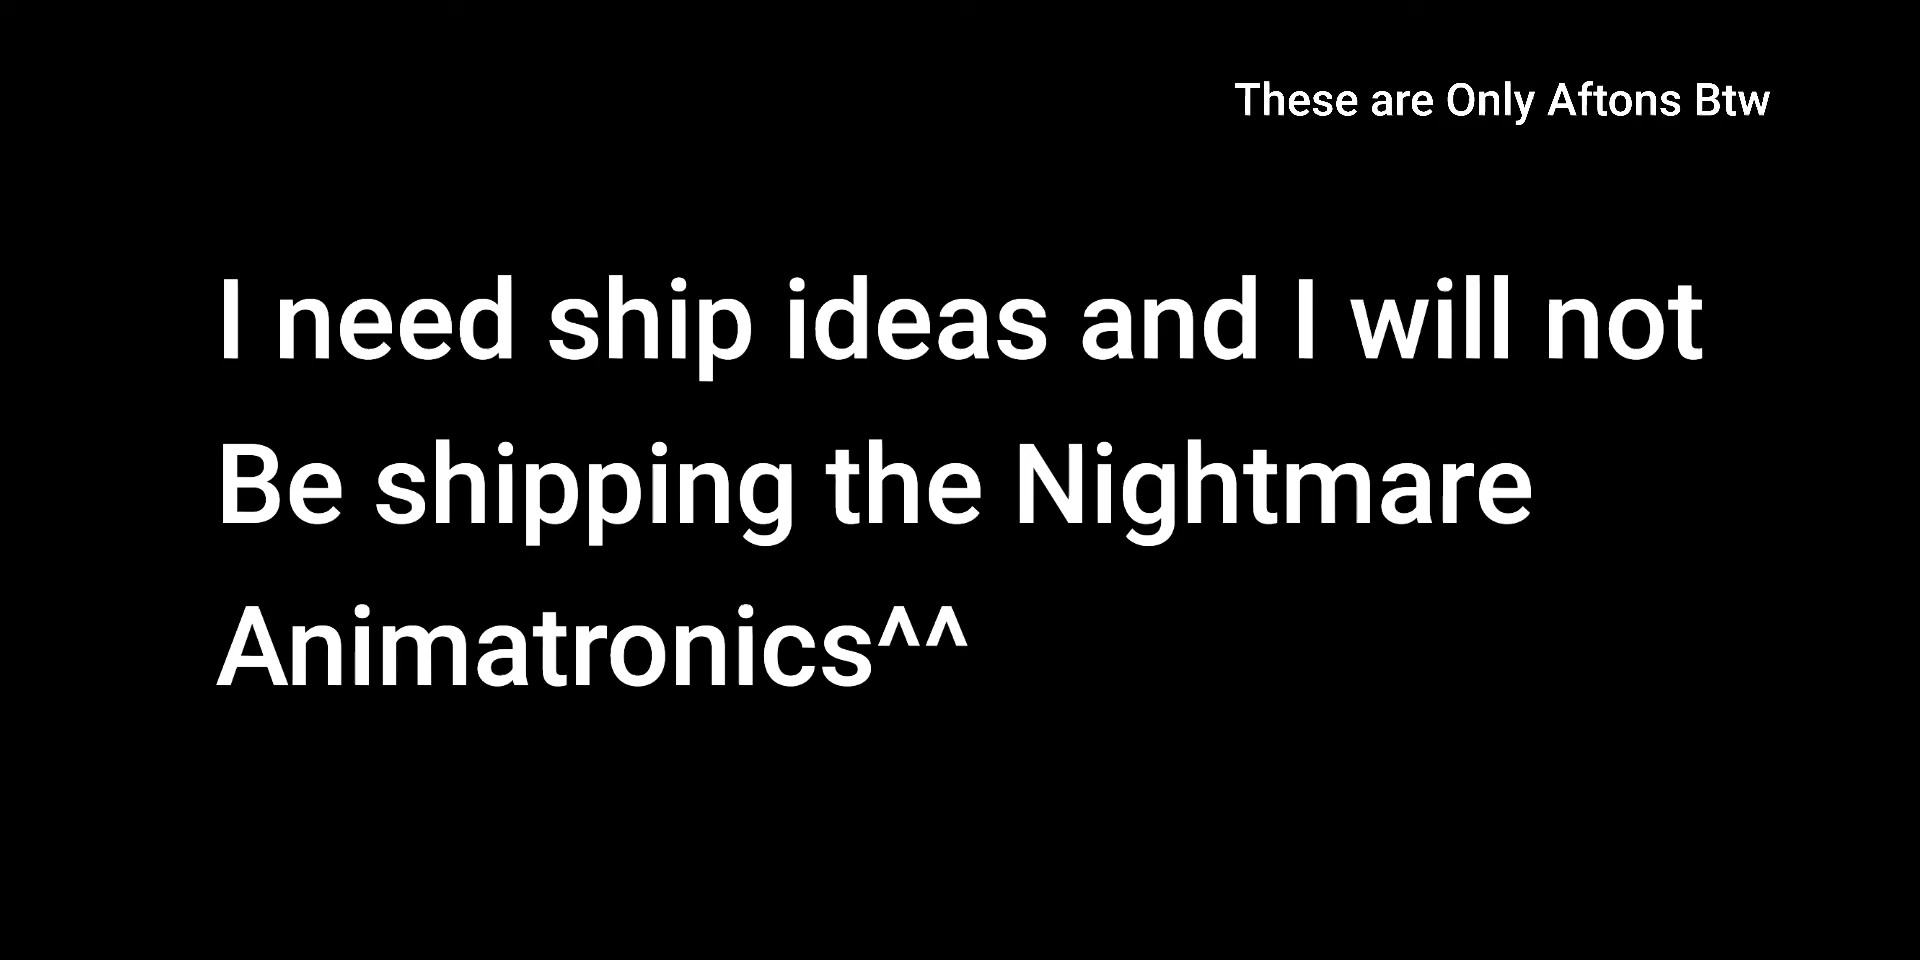 These are Only Aftons Btw
I need ship ideas and I will not
Be shipping the Nightmare
Animatronics^^